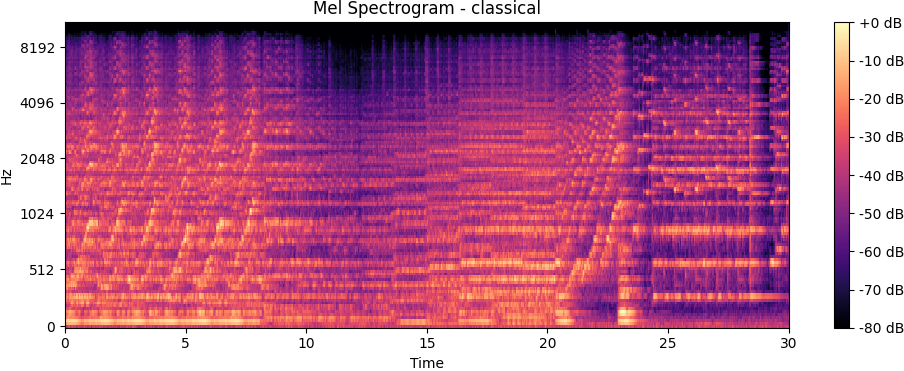 Mel Spectrogram - classical
Hz
8192
4096
2048
1024
512
0
0 5 10 15 20 25 30
Time
+0 dB
-10 dB
-20 dB
-30 dB
-40 dB
-50 dB
-60 dB
-70 dB
-80 dB